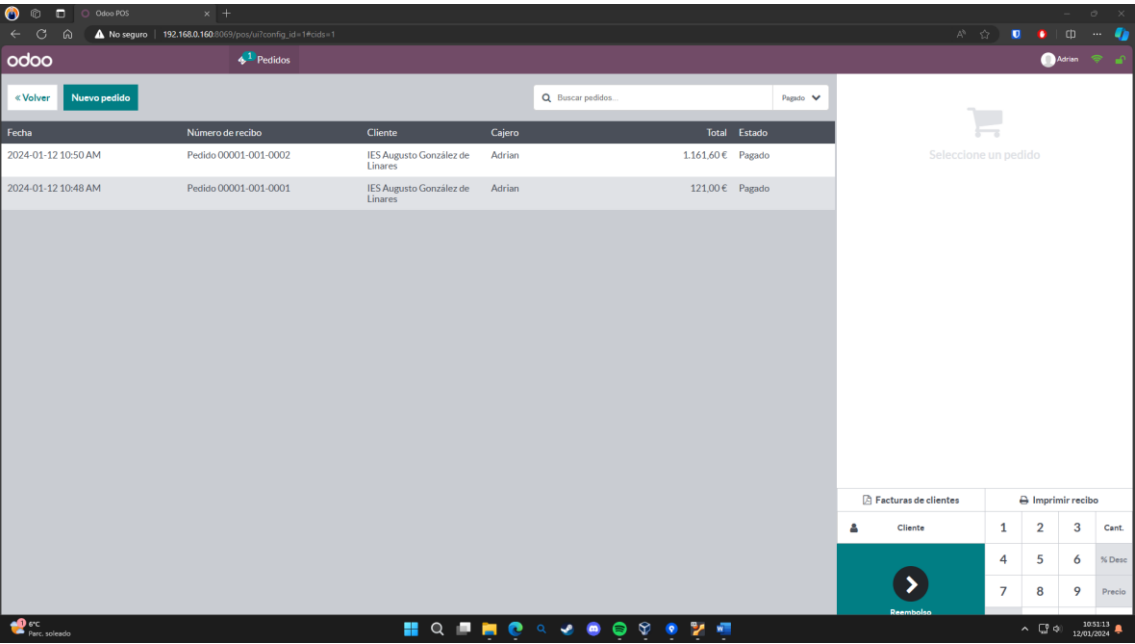 Odoo POS
No seguro 192.168.0.160:8069/pos/ui?config_id=1#cids=1
odoo
1 Pedidos
Adrian
« Volver
Nuevo pedido
Buscar pedidos...
Pagado
Fecha Número de recibo Cliente Cajero Total Estado
2024-01-12 10:50 AM Pedido 00001-001-0002 IES Augusto González de Adrian 1.161,60 € Pagado
Linares
2024-01-12 10:48 AM Pedido 00001-001-0001 IES Augusto González de Adrian 121,00 € Pagado
Linares
Seleccione un pedido
Facturas de clientes
Imprimir recibo
Cliente
1 2 3 Cant.
4 5 6 % Desc
7 8 9 Precio
Reembolso
1
6°C
Parc. soleado
10:51:13
12/01/2024